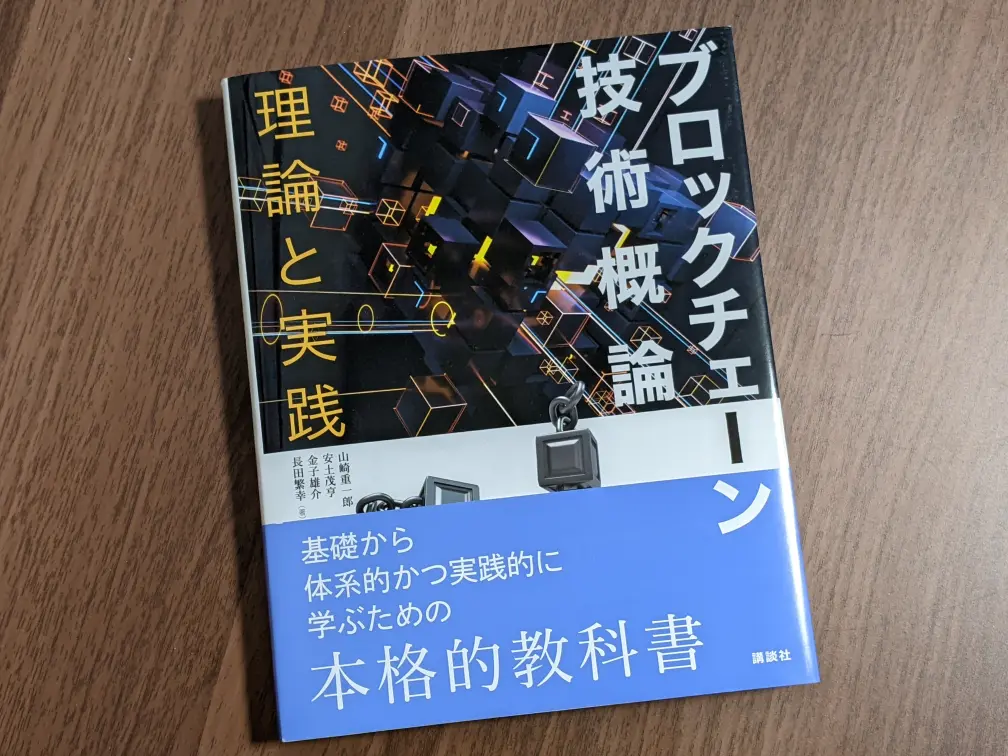 ブロックチェーン
技術概論
理論と実践
山崎重一郎
安土茂亨
金子雄介
長田繁幸(著)
基礎から
体系的かつ実践的に
学ぶための
本格的教科書
講談社